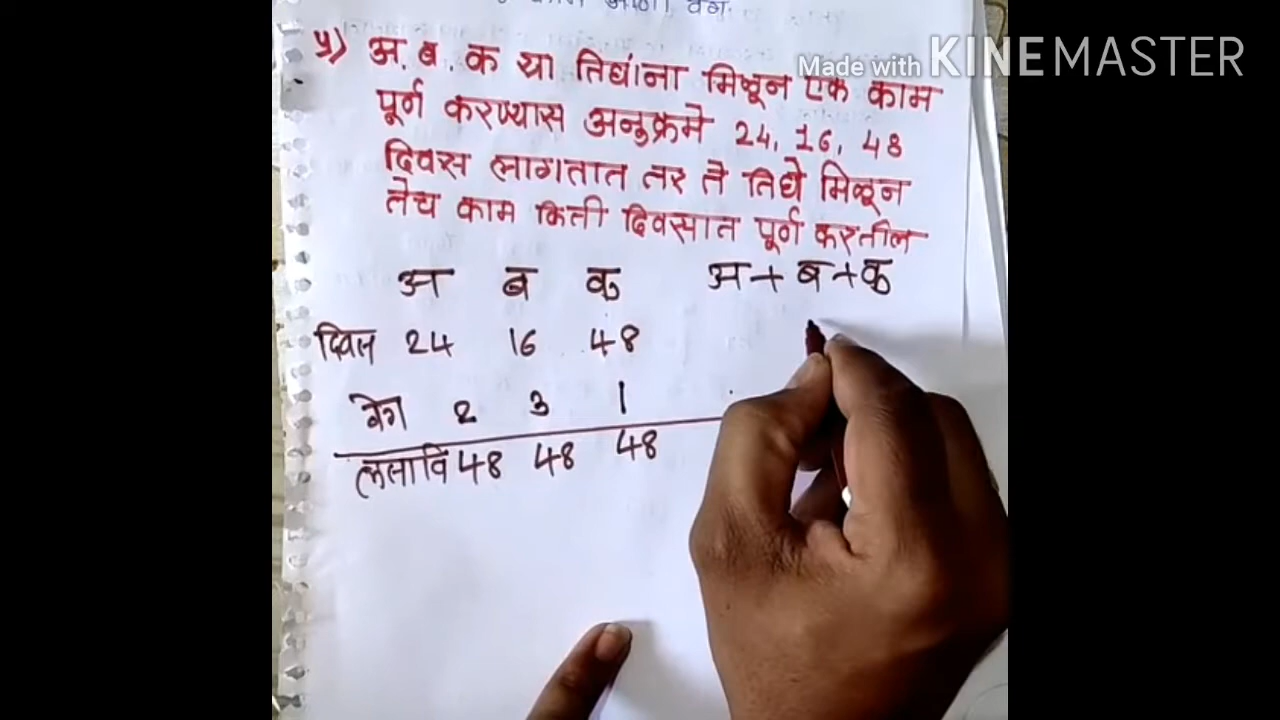 Made with KINEMASTER
५) अ. ब. क या तिघांना मिळून एक काम
पूर्ण करण्यास अनुक्रमे 24, 16, 48
दिवस लागतात तर ते तिघे मिळून
तेच काम किती दिवसात पूर्ण करतील
अ ब क अ+ब+क
दिवस 24 16 48
वेग 2 3 1
लसावि 48 48 48